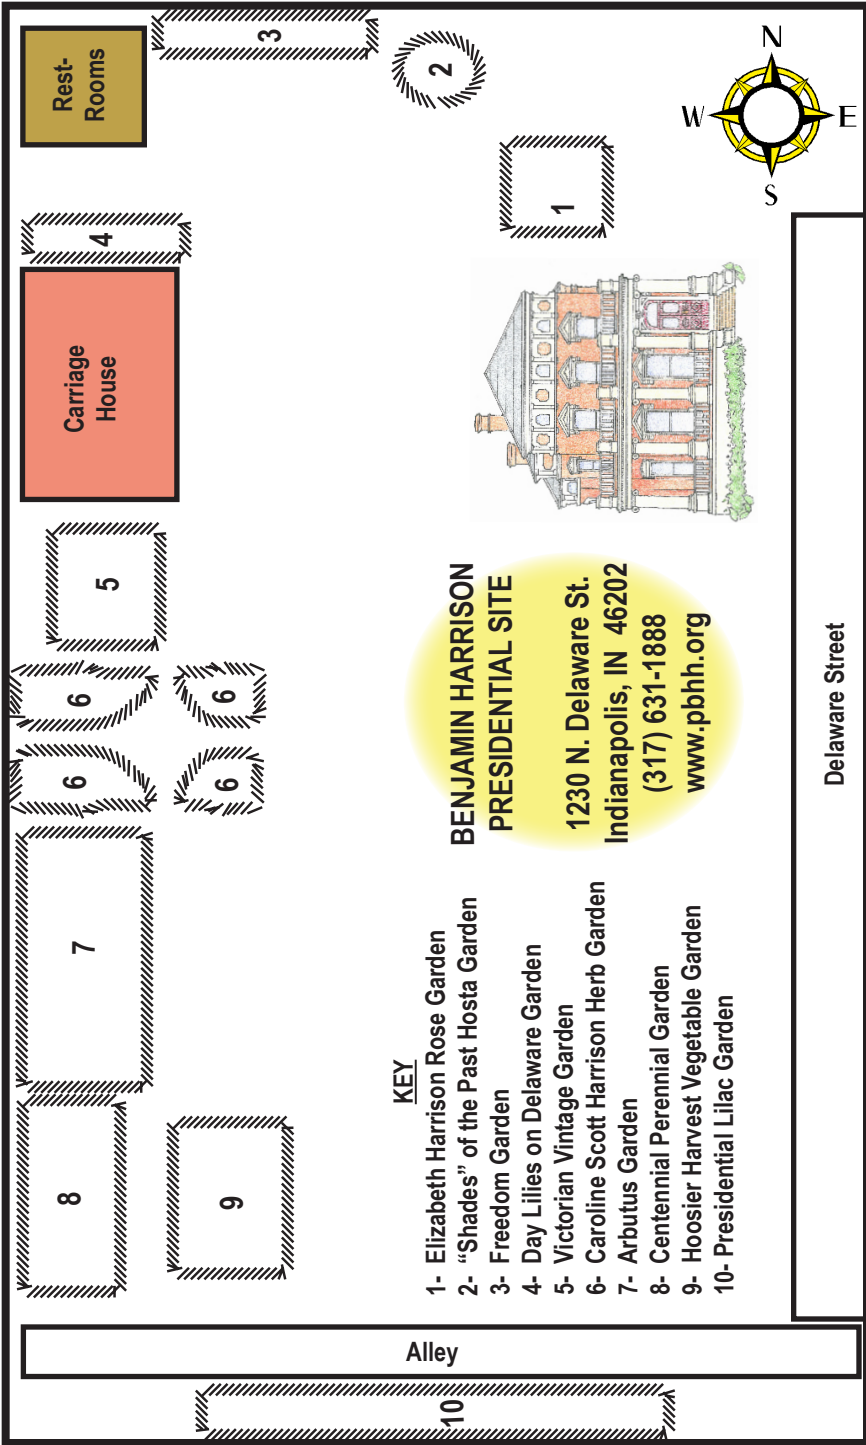 Rest-
Rooms
3
2
N
W
E
S
1
4
Carriage
House
5
6
6
6
6
7
8
9
BENJAMIN HARRISON
PRESIDENTIAL SITE
1230 N. Delaware St.
Indianapolis, IN 46202
(317) 631-1888
www.pbhh.org
KEY
1- Elizabeth Harrison Rose Garden
2- “Shades” of the Past Hosta Garden
3- Freedom Garden
4- Day Lilies on Delaware Garden
5- Victorian Vintage Garden
6- Caroline Scott Harrison Herb Garden
7- Arbutus Garden
8- Centennial Perennial Garden
9- Hoosier Harvest Vegetable Garden
10- Presidential Lilac Garden
Delaware Street
Alley
10